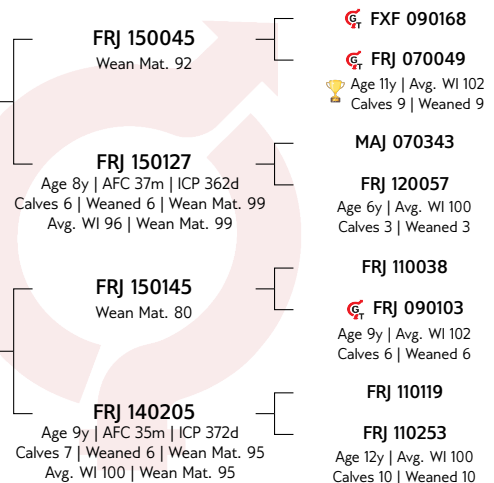 FRJ 150045
Wean Mat. 92
GT FXF 090168
GT FRJ 070049
Age 11y | Avg. WI 102
Calves 9 | Weaned 9
FRJ 150127
Age 8y | AFC 37m | ICP 362d
Calves 6 | Weaned 6 | Wean Mat. 99
Avg. WI 96 | Wean Mat. 99
MAJ 070343
FRJ 120057
Age 6y | Avg. WI 100
Calves 3 | Weaned 3
FRJ 150145
Wean Mat. 80
FRJ 110038
GT FRJ 090103
Age 9y | Avg. WI 102
Calves 6 | Weaned 6
FRJ 140205
Age 9y | AFC 35m | ICP 372d
Calves 7 | Weaned 6 | Wean Mat. 95
Avg. WI 100 | Wean Mat. 95
FRJ 110119
FRJ 110253
Age 12y | Avg. WI 100
Calves 10 | Weaned 10